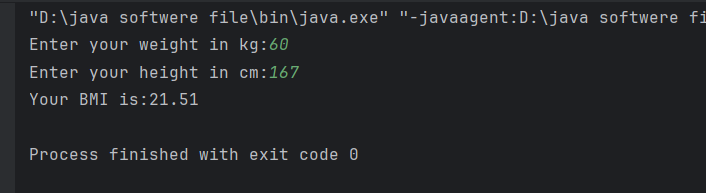 "D:\java softwere file\bin\java.exe" "-javaagent:D:\java softwere fi
Enter your weight in kg:60
Enter your height in cm:167
Your BMI is:21.51
Process finished with exit code 0